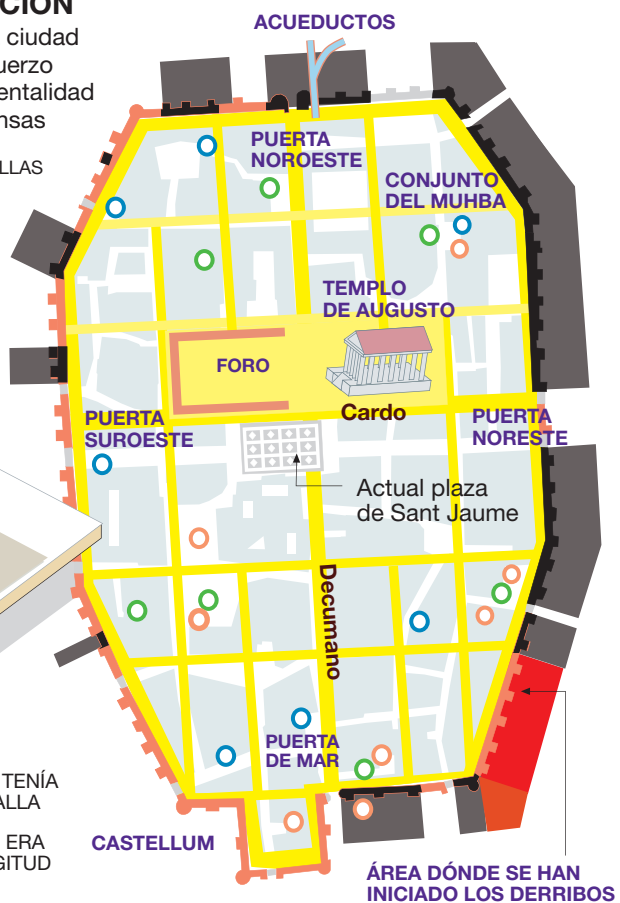 CIÓN
ciudad
uerzo
entalidad
nsas
LLAS
ACUEDUCTOS
PUERTA
NOROESTE
CONJUNTO
DEL MUHBA
TEMPLO
DE AUGUSTO
FORO
Cardo
PUERTA
SUROESTE
PUERTA
NORESTE
Actual plaza
de Sant Jaume
Decumano
PUERTA
DE MAR
TENÍA
ALLA
ERA
GITUD
CASTELLUM
ÁREA DÓNDE SE HAN
INICIADO LOS DERRIBOS